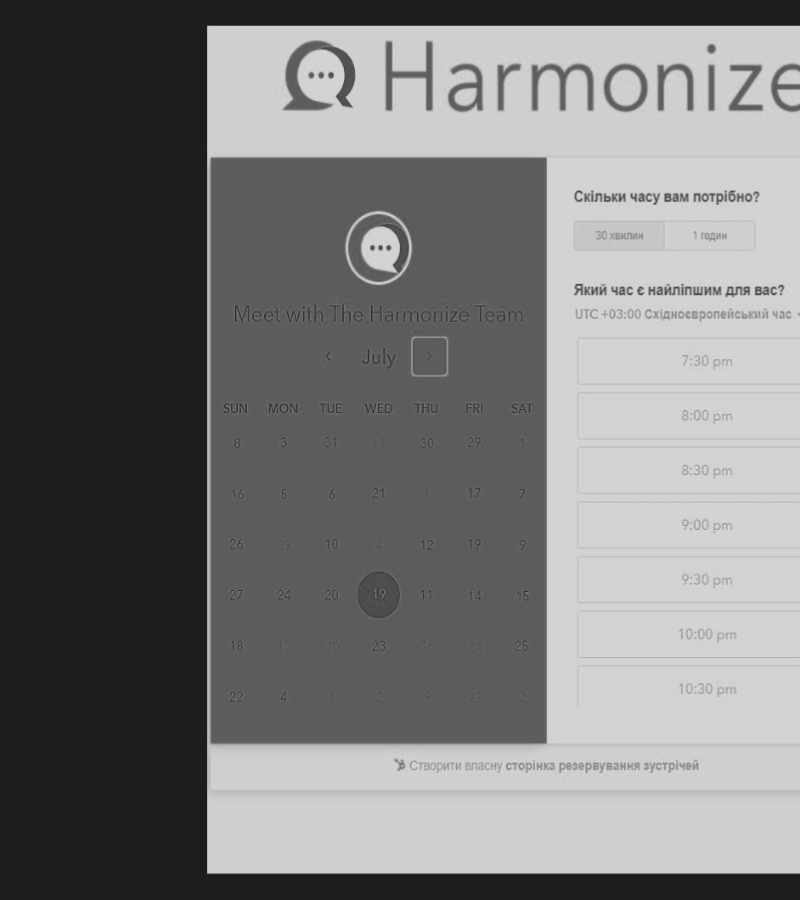 Harmonize
Meet with The Harmonize Team
July
SUN MON TUE WED THU FRI SAT
8 3 31 11 30 29 1
16 5 6 21 1 17 7
26 29 10 4 12 19 9
27 24 20 19 11 14 15
18 13 10 23 16 24 25
22 4 1 2 9 22 2
Скільки часу вам потрібно?
30 хвилин 1 годин
Який час є найліпшим для вас?
UTC +03:00 Східноєвропейський час
7:30 pm
8:00 pm
8:30 pm
9:00 pm
9:30 pm
10:00 pm
10:30 pm
Створити власну сторінка резервування зустрічей